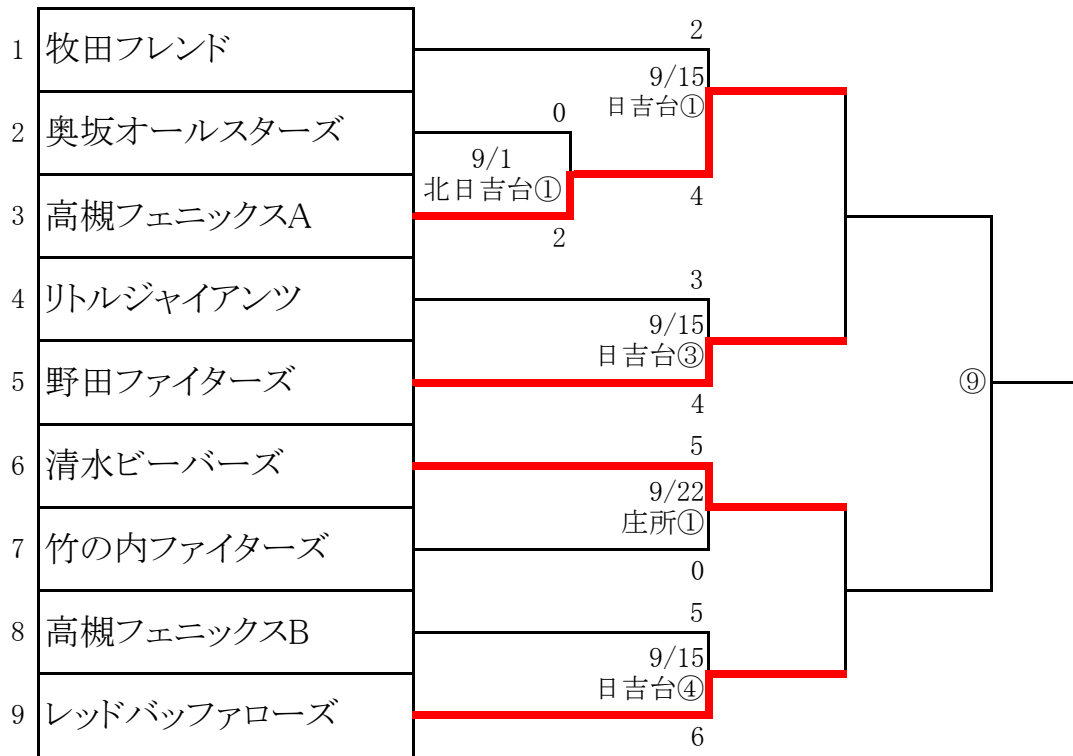 1 牧田フレンド
2
9/15
日吉台①
2 奥坂オールスターズ
0
9/1
北日吉台①
4
3 高槻フェニックスA
2
4 リトルジャイアンツ
3
9/15
日吉台③
5 野田ファイターズ
4
⑨
6 清水ビーバーズ
5
9/22
庄所①
7 竹の内ファイターズ
0
8 高槻フェニックスB
5
9/15
日吉台④
9 レッドバッファローズ
6